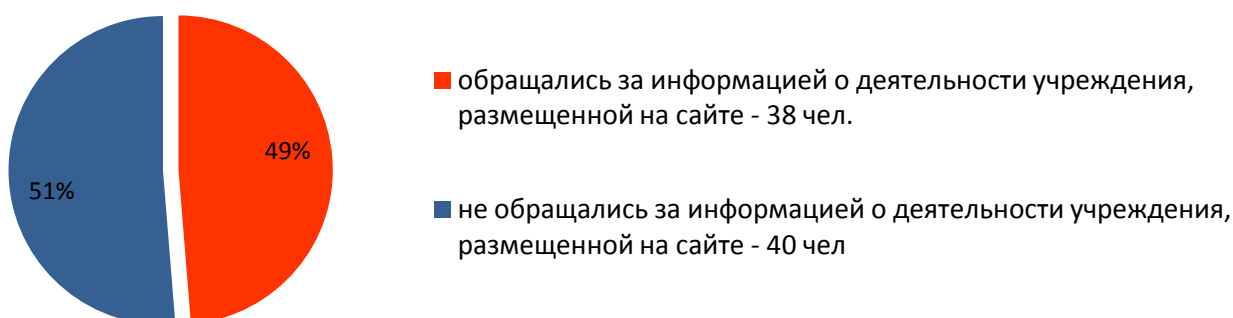 49%
51%
обращались за информацией о деятельности учреждения,
размещенной на сайте - 38 чел.
не обращались за информацией о деятельности учреждения,
размещенной на сайте - 40 чел